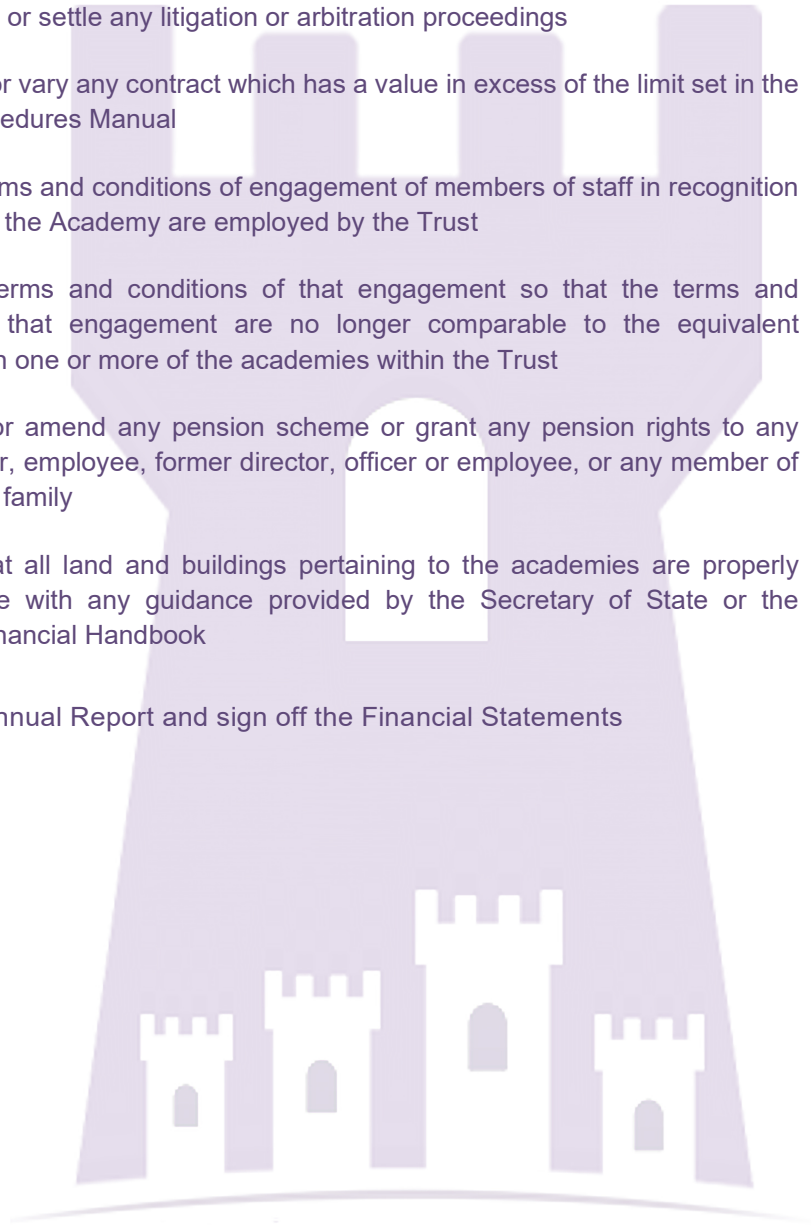 or settle any litigation or arbitration proceedings
or vary any contract which has a value in excess of the limit set in the
edures Manual
ms and conditions of engagement of members of staff in recognition
the Academy are employed by the Trust
erms and conditions of that engagement so that the terms and
that engagement are no longer comparable to the equivalent
n one or more of the academies within the Trust
or amend any pension scheme or grant any pension rights to any
r, employee, former director, officer or employee, or any member of
family
at all land and buildings pertaining to the academies are properly
e with any guidance provided by the Secretary of State or the
nancial Handbook
nnual Report and sign off the Financial Statements